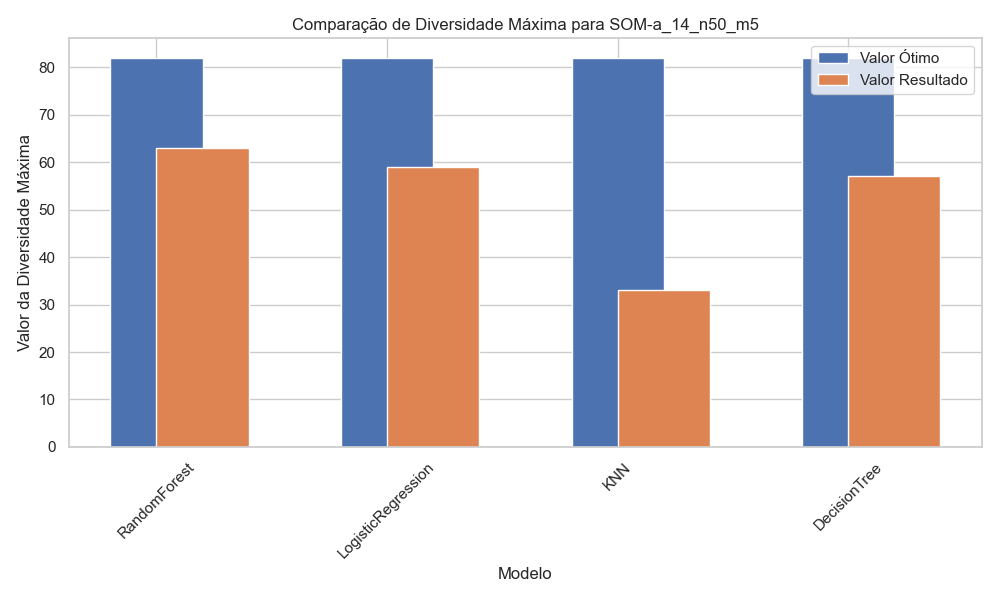 Comparação de Diversidade Máxima para SOM-a_14_n50_m5
Valor Ótimo
Valor Resultado
Valor da Diversidade Máxima
80
70
60
50
40
30
20
10
0
RandomForest
LogisticRegression
KNN
DecisionTree
Modelo